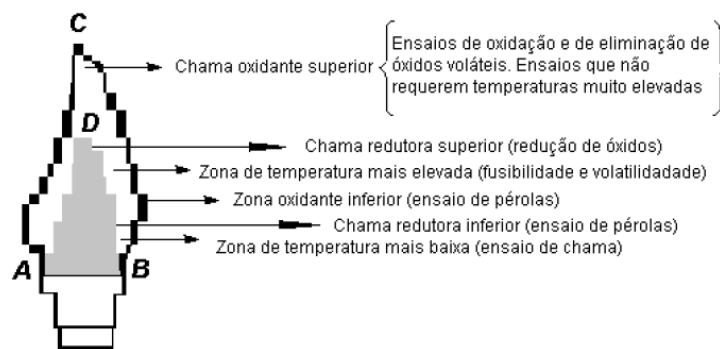 C
Ensaios de oxidação e de eliminação de
Chama oxidante superior
óxidos voláteis. Ensaios que não
requerem temperaturas muito elevadas
D
Chama redutora superior (redução de óxidos)
Zona de temperatura mais elevada (fusibilidade e volatilidadade)
Zona oxidante inferior (ensaio de pérolas)
Chama redutora inferior (ensaio de pérolas)
Zona de temperatura mais baixa (ensaio de chama)
A
B